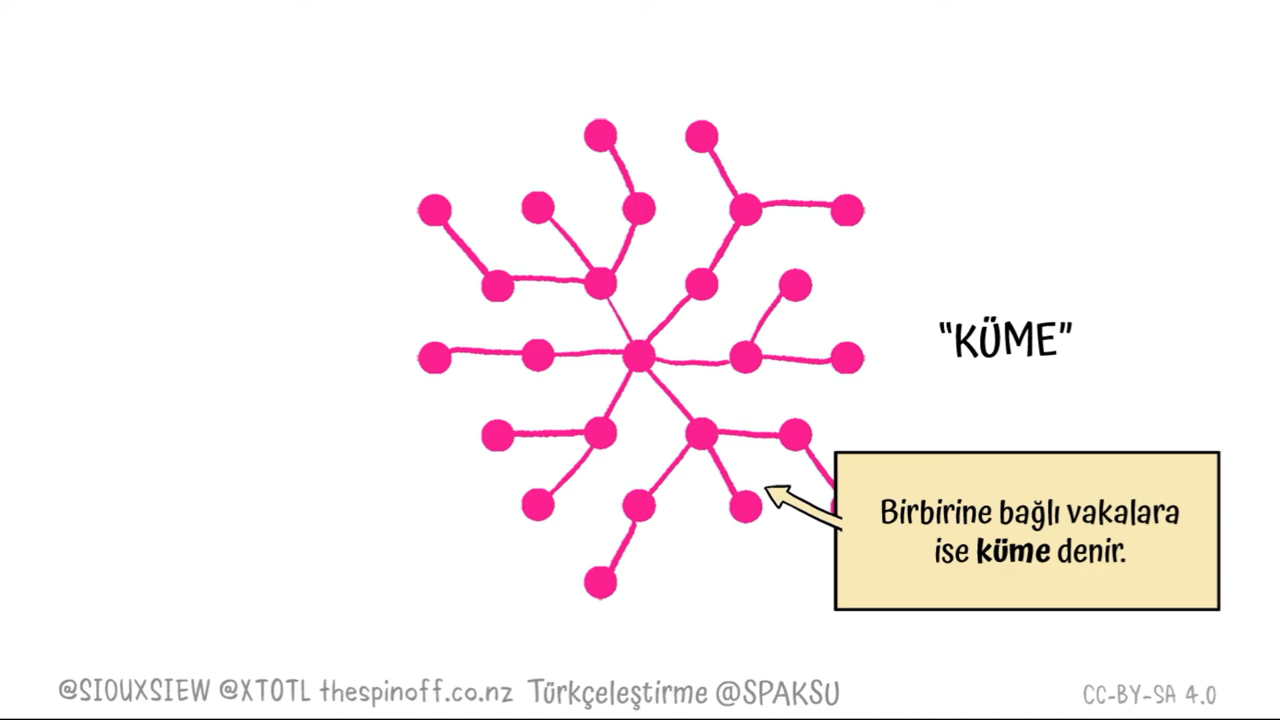 "KÜME"
Birbirine bağlı vakalara
ise küme denir.
@SIOUXSIEW @XTOTL thespinoff.co.nz Türkçeleştirme @SPAKSU
CC-BY-SA 4.0